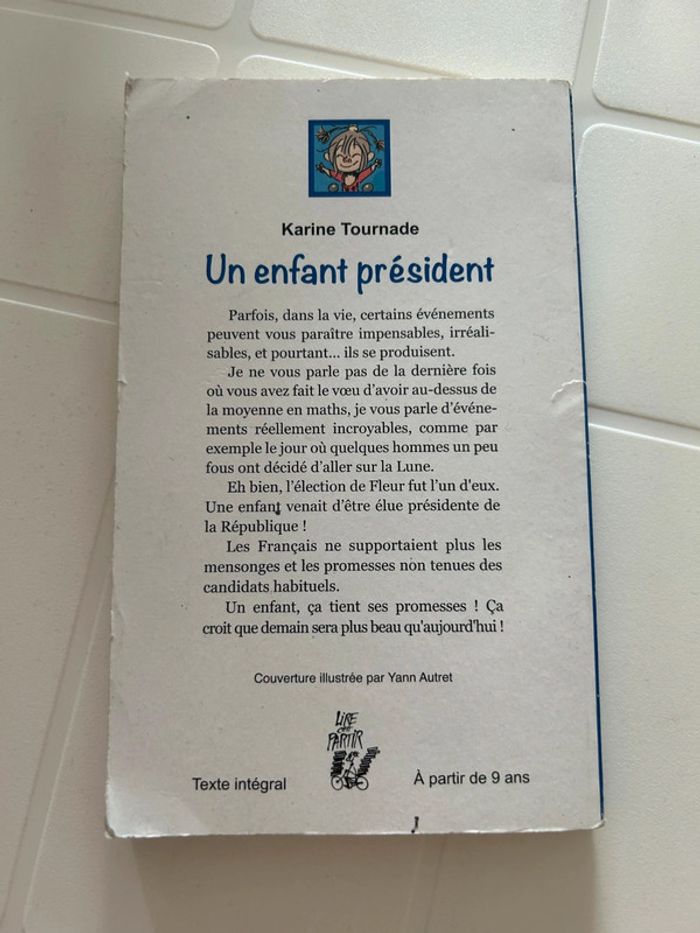 Karine Tournade
Un enfant président
Parfois, dans la vie, certains événements
peuvent vous paraître impensables, irréali-
sables, et pourtant... ils se produisent.
Je ne vous parle pas de la dernière fois
où vous avez fait le vœu d'avoir au-dessus de
la moyenne en maths, je vous parle d'événe-
ments réellement incroyables, comme par
exemple le jour où quelques hommes un peu
fous ont décidé d'aller sur la Lune.
Eh bien, l'élection de Fleur fut l'un d'eux.
Une enfant venait d'être élue présidente de
la République !
Les Français ne supportaient plus les
mensonges et les promesses non tenues des
candidats habituels.
Un enfant, ça tient ses promesses ! Ça
croit que demain sera plus beau qu'aujourd'hui !
Couverture illustrée par Yann Autret
LIRE
C'EST
PARTIR
Texte intégral
À partir de 9 ans